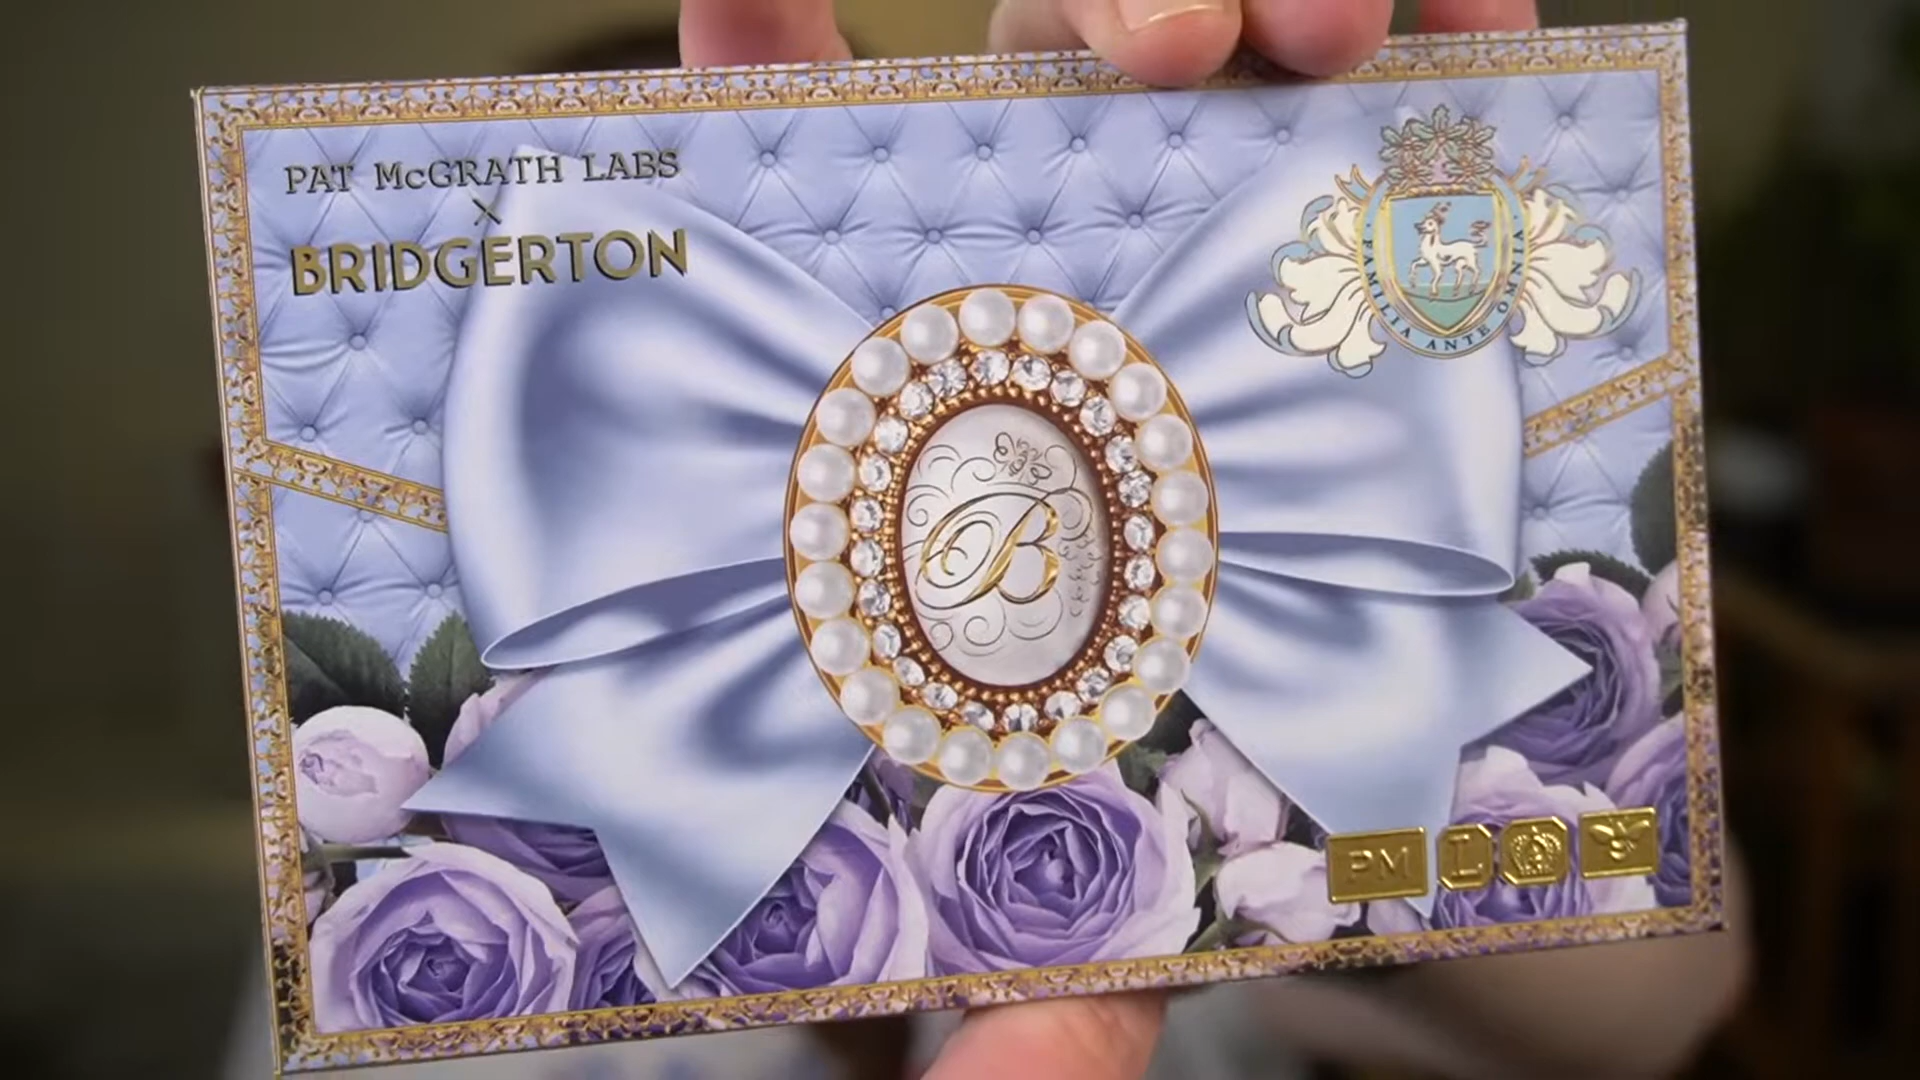 PAT McGRATH LABS
X
BRIDGERTON
FAMILIA ANTE OMNIA
B
PM
L